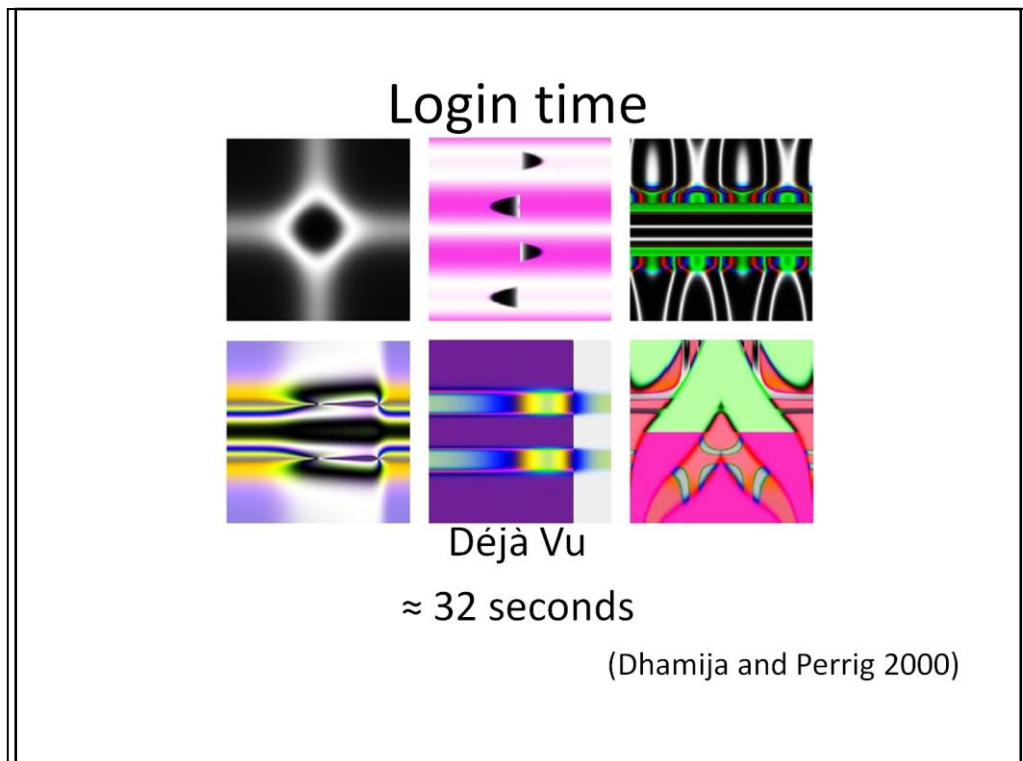 Login time
Déjà Vu
≈ 32 seconds
(Dhamija and Perrig 2000)